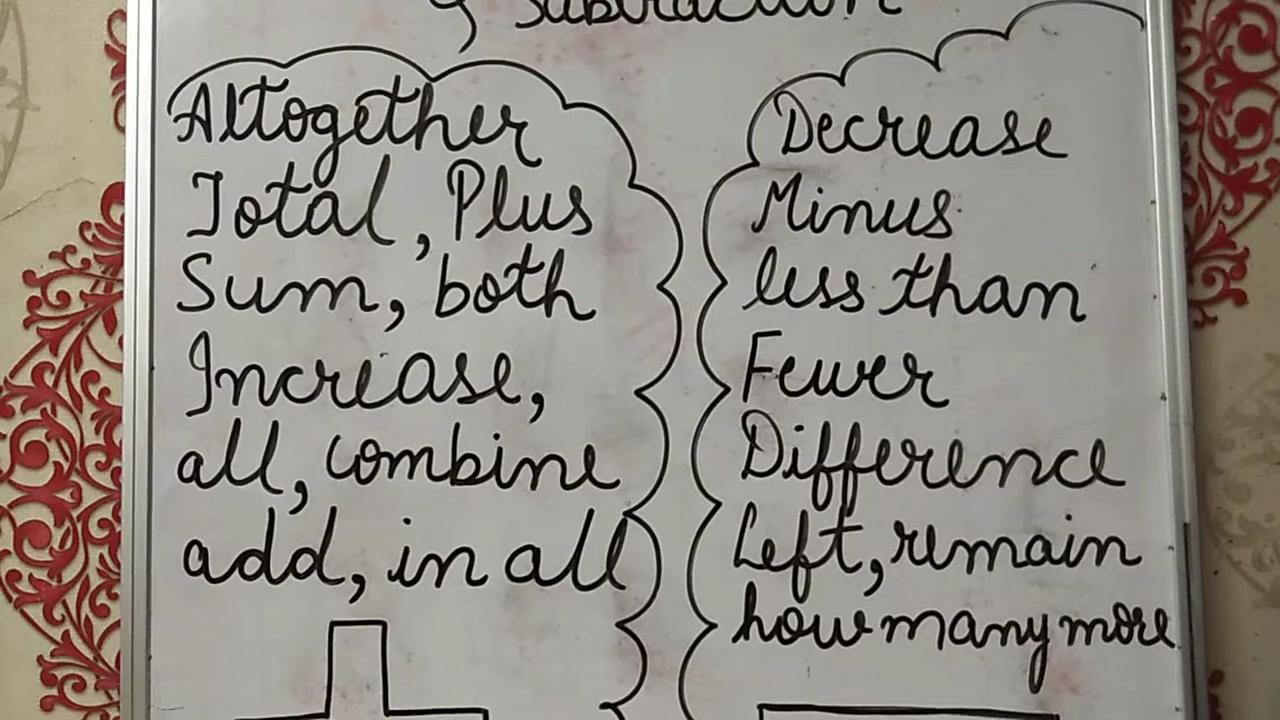 & Subtraction
Altogether
Total, Plus
Sum, both
Increase,
all, combine
add, in all
Decrease
Minus
less than
Fewer
Difference
Left, remain
how many more